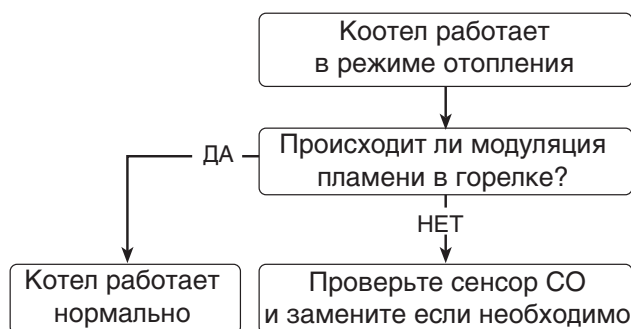 Коотел работает
в режиме отопления
Происходит ли модуляция
пламени в горелке?
ДА
НЕТ
Котел работает
нормально
Проверьте сенсор СО
и замените если необходимо